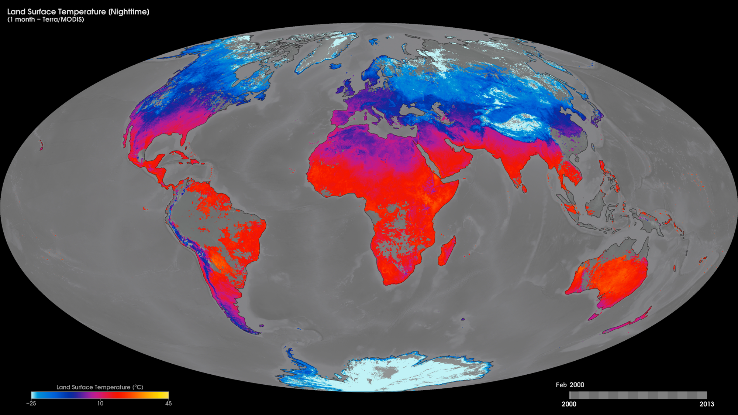 Land Surface Temperature (Nighttime)
(1 month – Terra/MODIS)
Land Surface Temperature (°C)
-25 10 45
Feb 2000
2000 2013